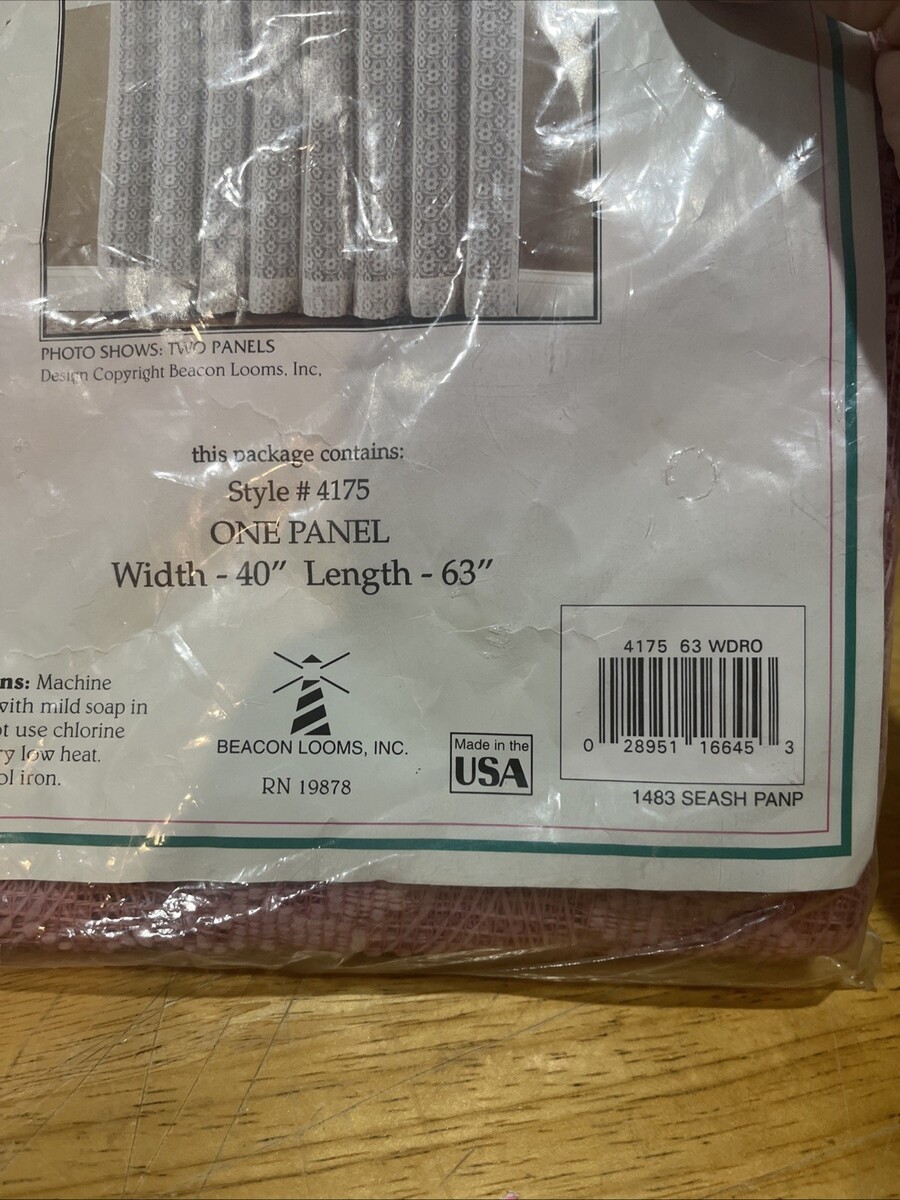 PHOTO SHOWS: TWO PANELS
Design Copyright Beacon Looms, Inc.
this package contains:
Style # 4175
ONE PANEL
Width - 40” Length - 63”
ns: Machine
with mild soap in
ot use chlorine
ry low heat.
ol iron.
BEACON LOOMS, INC.
RN 19878
Made in the
USA
4175 63 WDRO
0 28951 16645 3
1483 SEASH PANP